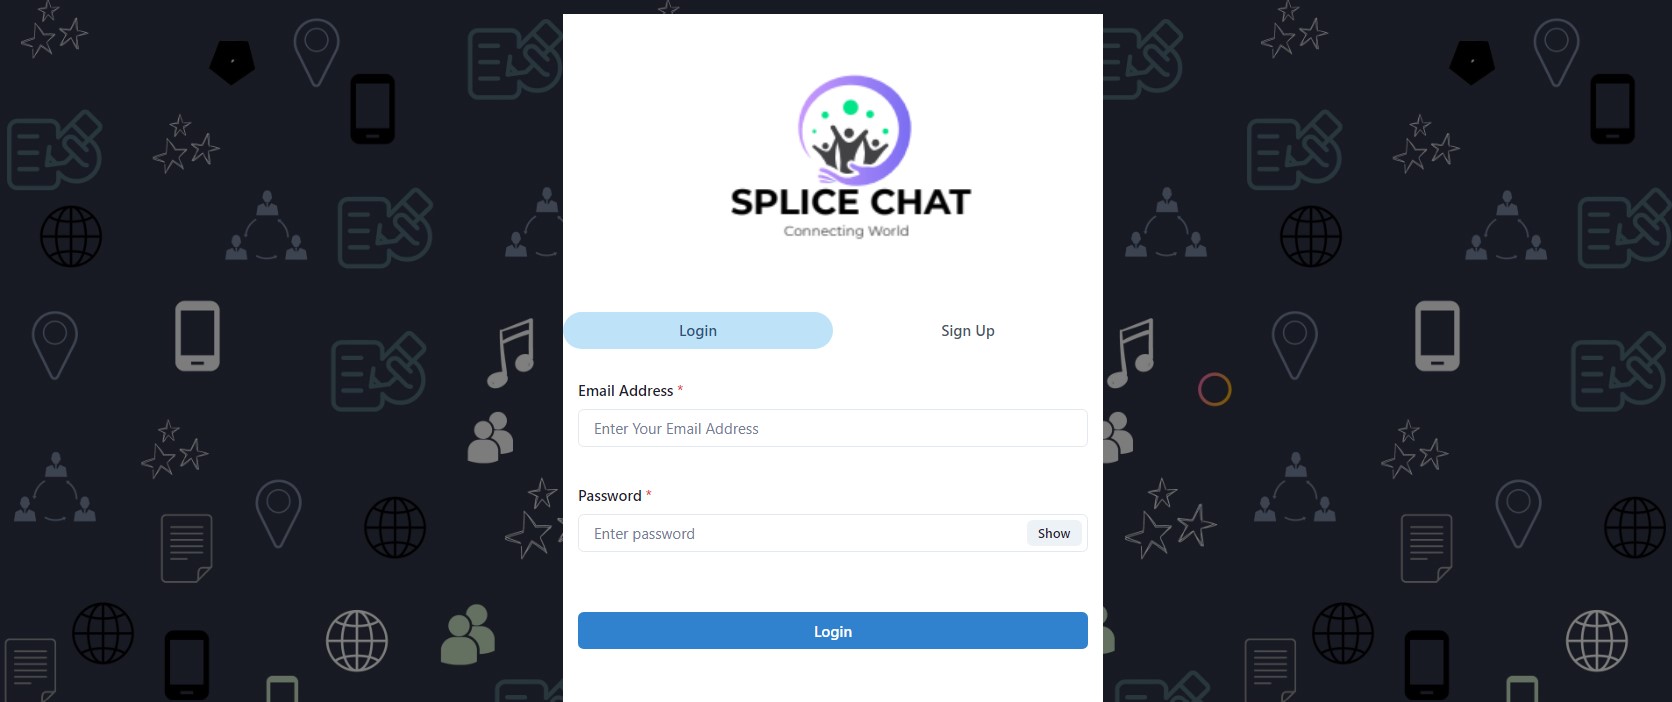 SPLICE CHAT
Connecting World
Login
Sign Up
Email Address *
Enter Your Email Address
Password *
Enter password
Show
Login